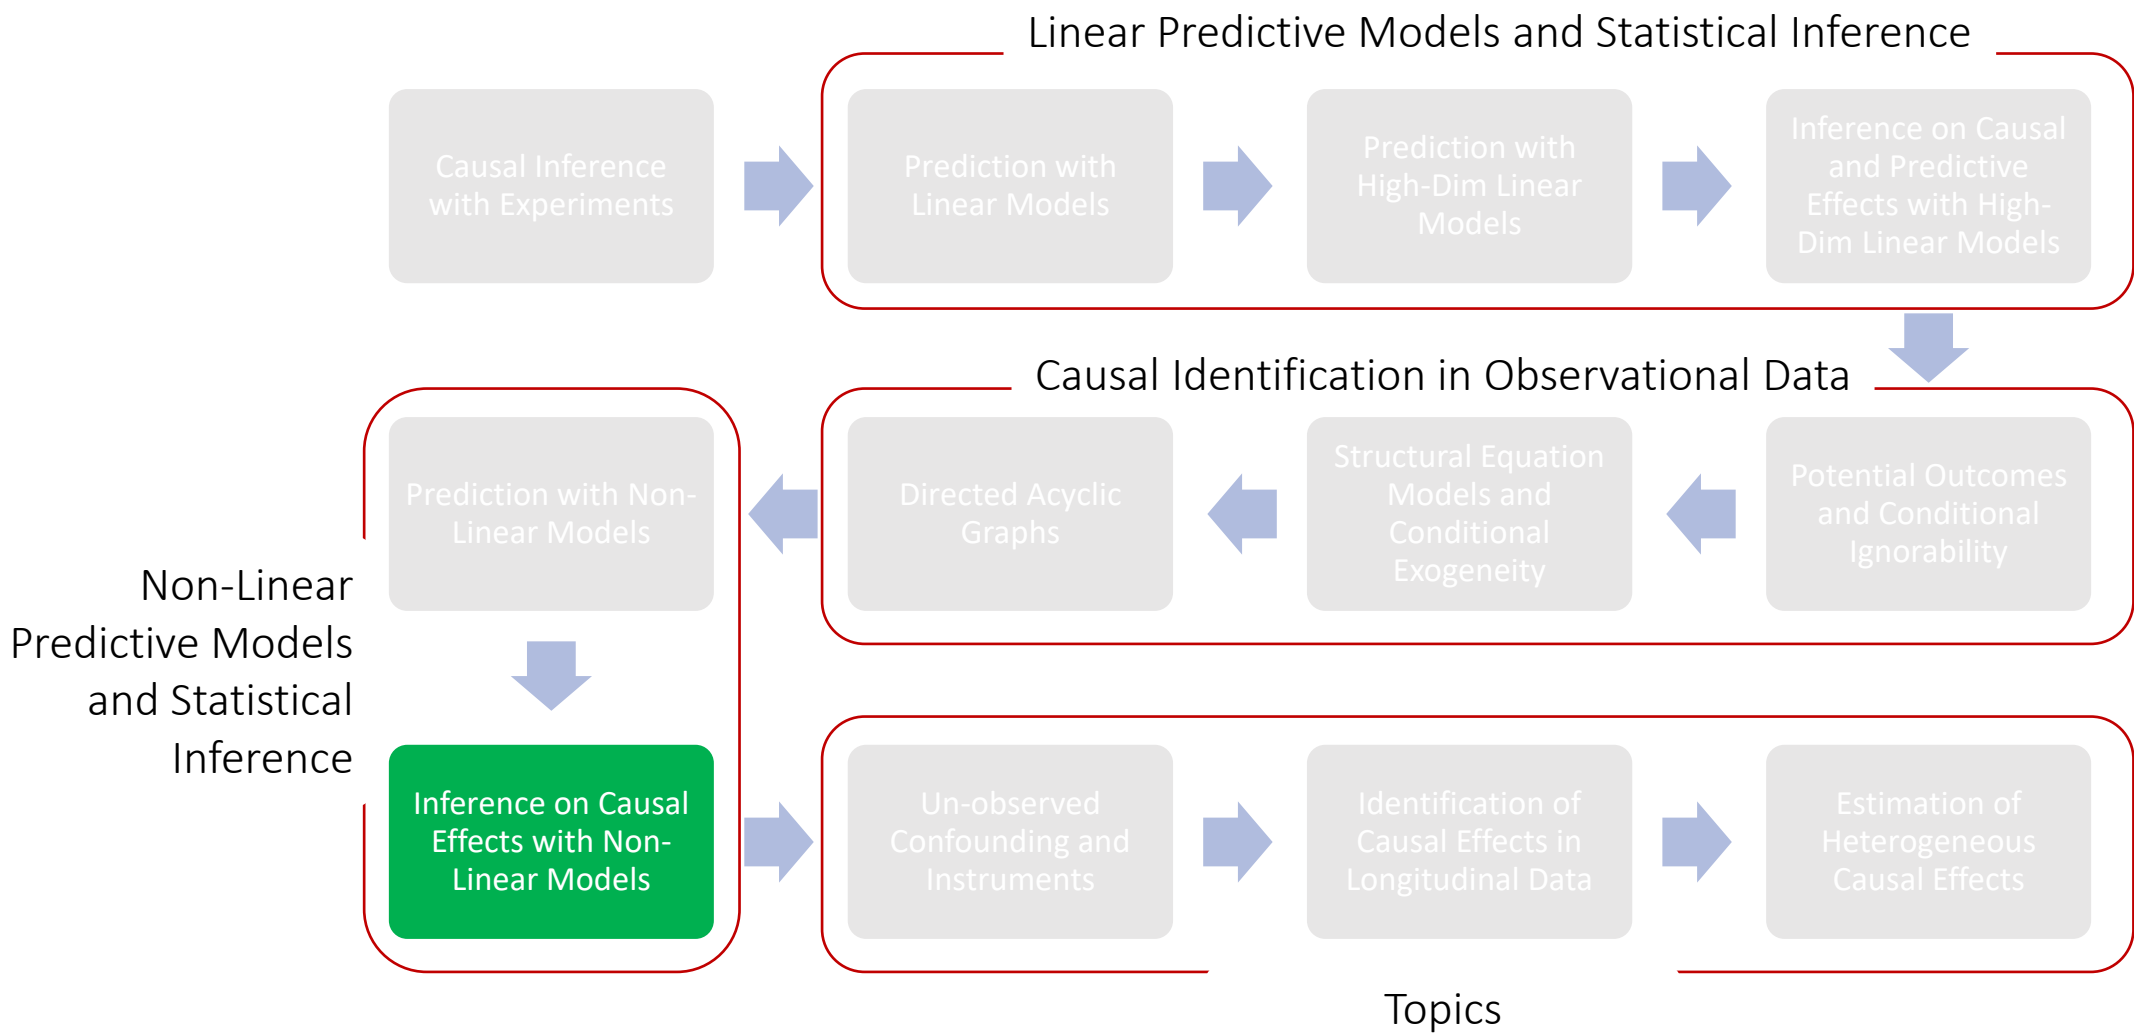 Linear Predictive Models and Statistical Inference
Causal Inference
with Experiments
Prediction with
Linear Models
Prediction with
High-Dim Linear
Models
Inference on Causal
and Predictive
Effects with High-
Dim Linear Models
Causal Identification in Observational Data
Potential Outcomes
and Conditional
Ignorability
Structural Equation
Models and
Conditional
Exogeneity
Directed Acyclic
Graphs
Non-Linear
Predictive Models
and Statistical
Inference
Prediction with Non-
Linear Models
Inference on Causal
Effects with Non-
Linear Models
Un-observed
Confounding and
Instruments
Identification of
Causal Effects in
Longitudinal Data
Estimation of
Heterogeneous
Causal Effects
Topics